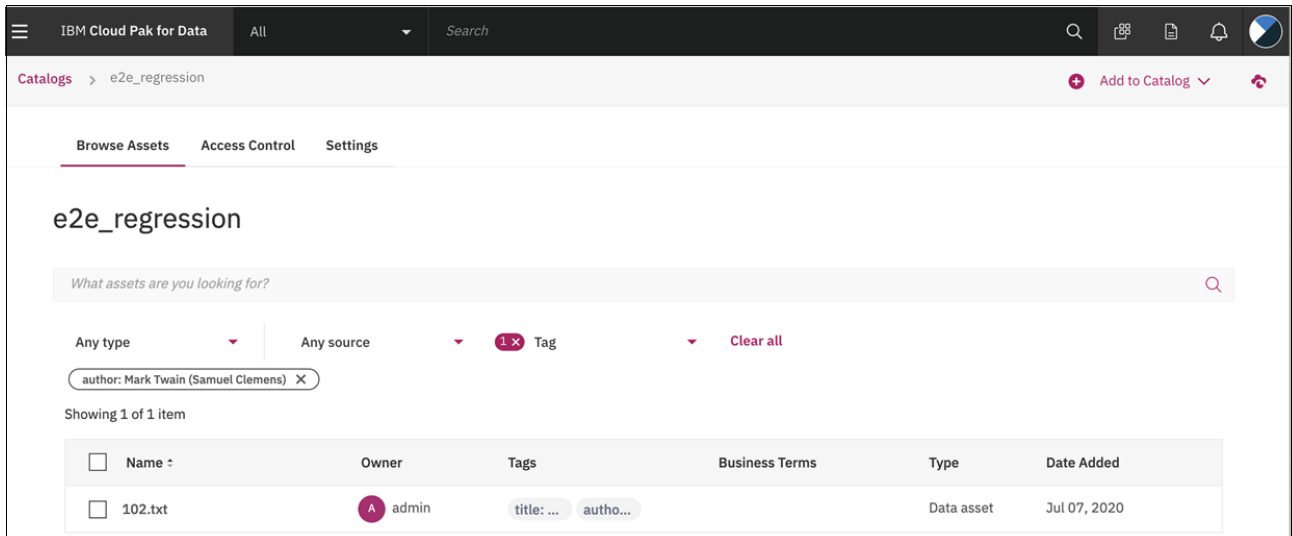 IBM Cloud Pak for Data All Search
Catalogs > e2e_regression Add to Catalog
Browse Assets Access Control Settings
e2e_regression
What assets are you looking for?
Any type Any source 1 × Tag Clear all
author: Mark Twain (Samuel Clemens) ×
Showing 1 of 1 item
Name Owner Tags Business Terms Type Date Added
102.txt A admin title: ... autho... Data asset Jul 07, 2020